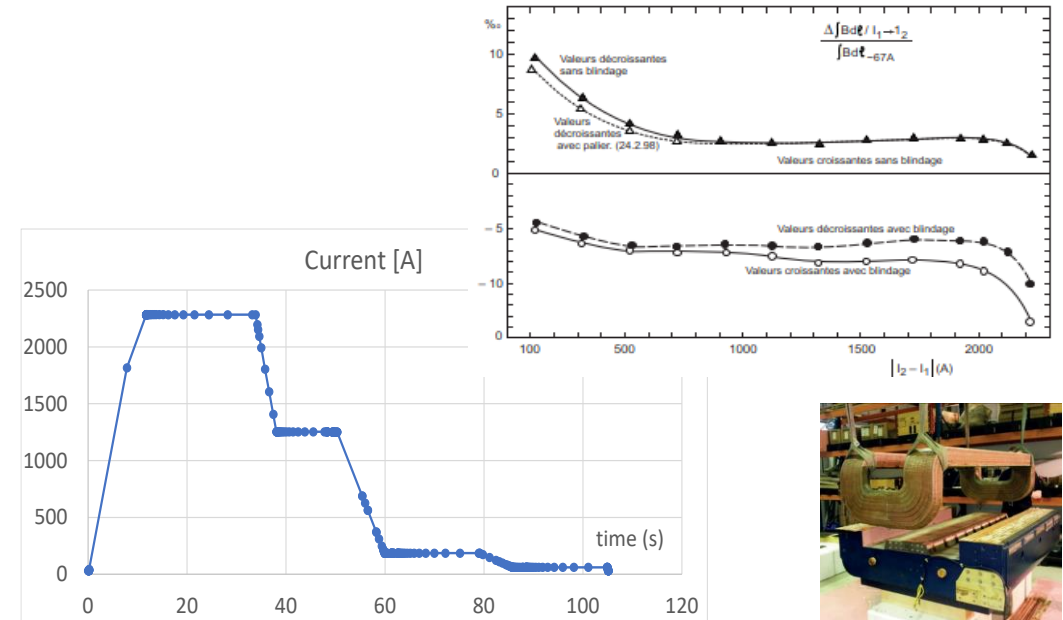 ‰
10
5
0
– 5
– 10
0
Δ∫Bdℓ / I₁→I₂
∫Bdℓ –67A
Valeurs décroissantes
sans blindage
Valeurs
décroissantes
avec palier. (24.2.98)
Valeurs croissantes sans blindage
Valeurs décroissantes avec blindage
Valeurs croissantes avec blindage
100
500
1000
1500
2000
|I₂ – I₁| (A)
Current [A]
2500
2000
1500
1000
500
0
time (s)
0
20
40
60
80
100
120